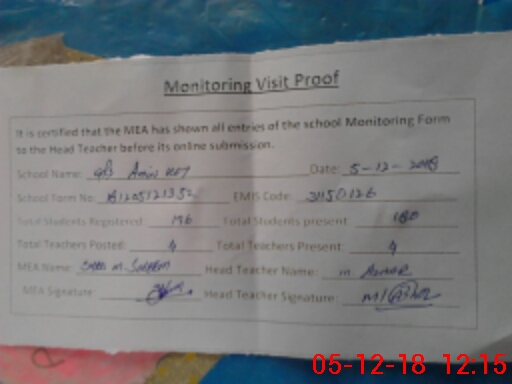 Monitoring Visit Proof
It is certified that the MEA has shown all entries of the school Monitoring Form
to the Head Teacher before its online submission.
School Name: Amin Date: 5-12-2018
School Form No: EMIS Code:
Total Students Registered: 196 Total Students present: 180
Total Teachers Posted: 4 Total Teachers Present: 4
MEA Name: Head Teacher Name: m.
MEA Signature: Head Teacher Signature:
05-12-18 12.15